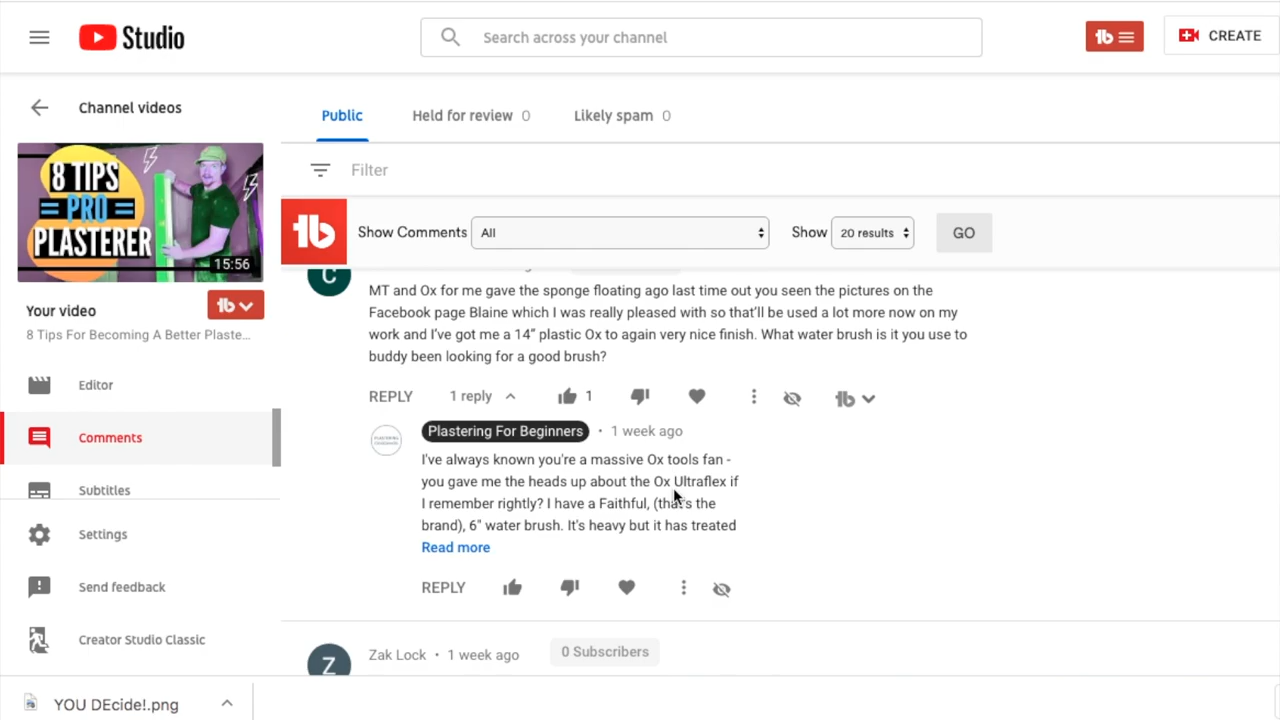 Studio
Search across your channel
CREATE
Channel videos
Public
Held for review 0
Likely spam 0
8 TIPS
= PRO =
PLASTERER
15:56
Filter
Show Comments
All
Show
20 results
GO
Your video
8 Tips For Becoming A Better Plaste...
C
MT and Ox for me gave the sponge floating ago last time out you seen the pictures on the
Facebook page Blaine which I was really pleased with so that'll be used a lot more now on my
work and I've got me a 14” plastic Ox to again very nice finish. What water brush is it you use to
buddy been looking for a good brush?
REPLY
1 reply
1
Editor
Comments
Subtitles
Settings
Send feedback
Creator Studio Classic
Plastering For Beginners • 1 week ago
I've always known you're a massive Ox tools fan -
you gave me the heads up about the Ox Ultraflex if
I remember rightly? I have a Faithful, (that's the
brand), 6" water brush. It's heavy but it has treated
Read more
REPLY
Z
Zak Lock • 1 week ago
0 Subscribers
YOU DEcide!.png